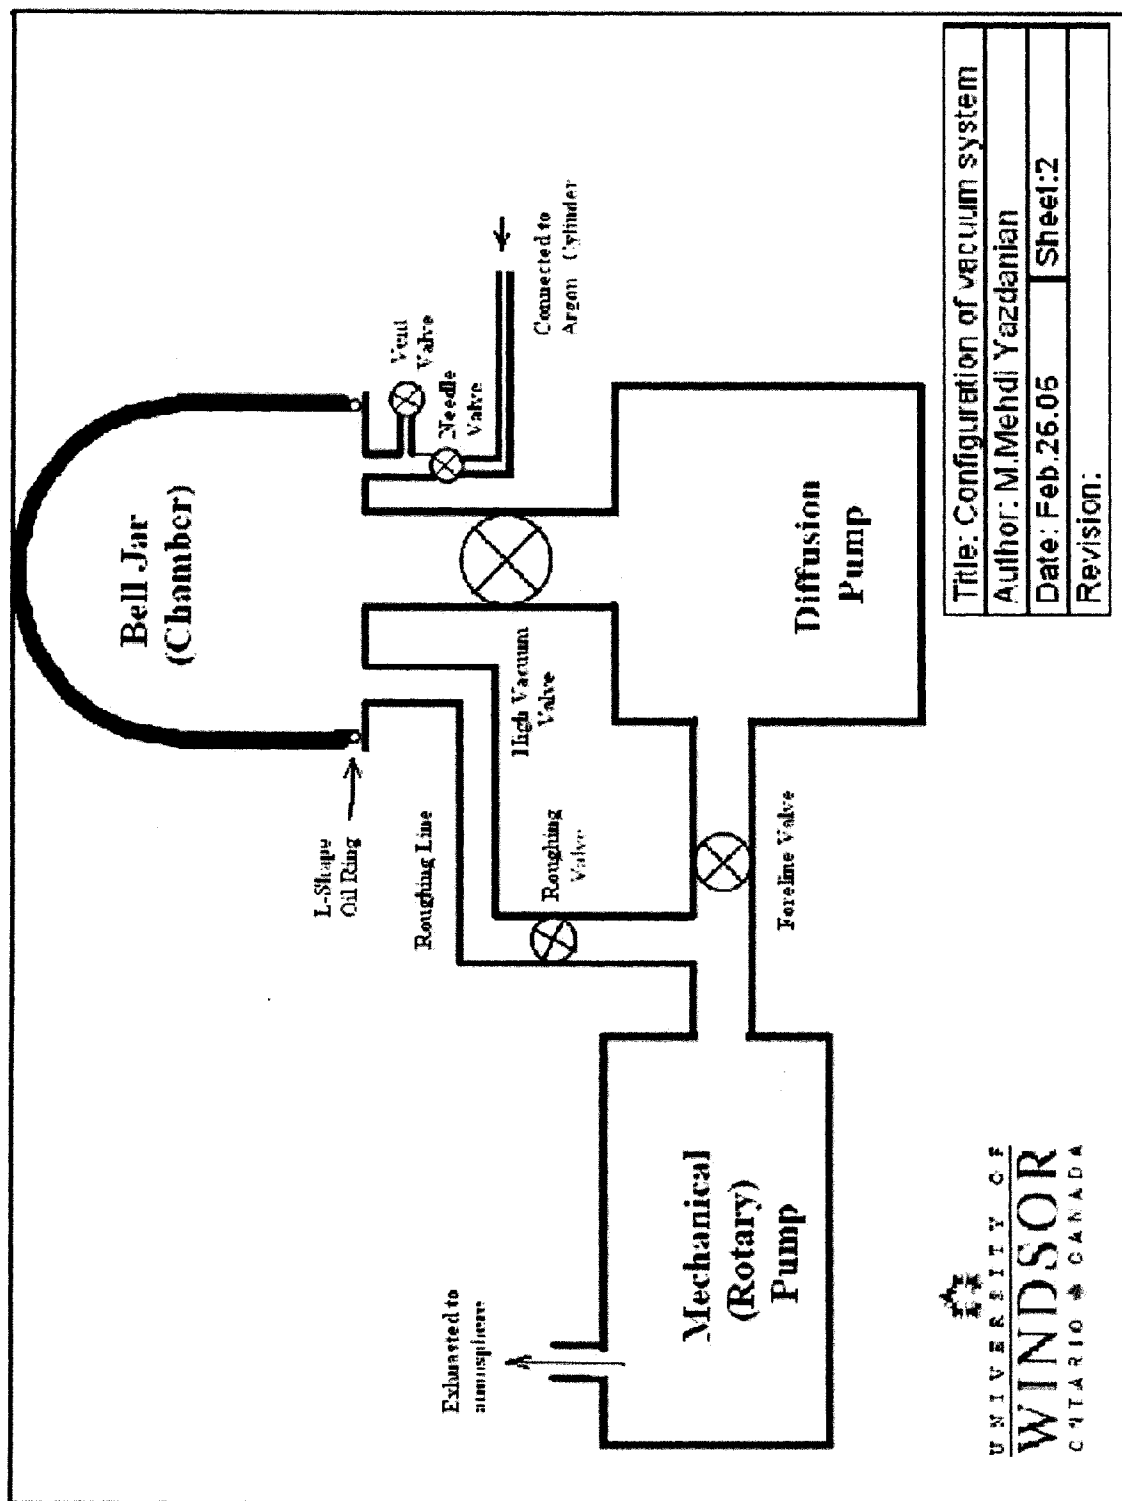 Exhuasted to
atmosphere
Mechanical
(Rotary)
Pump
L-Shape
Oil Ring
Roughing Line
Roughing
Valve
Foreline Valve
Bell Jar
(Chamber)
High Vacuum
Valve
Diffusion
Pump
Vent
Valve
Needle
Valve
Connected to
Argon Cylinder
UNIVERSITY OF
WINDSOR
ONTARIO CANADA
Title: Configuration of vacuum system
Author: M.Mehdi Yazdanian
Date: Feb.26.06
Sheet:2
Revision: